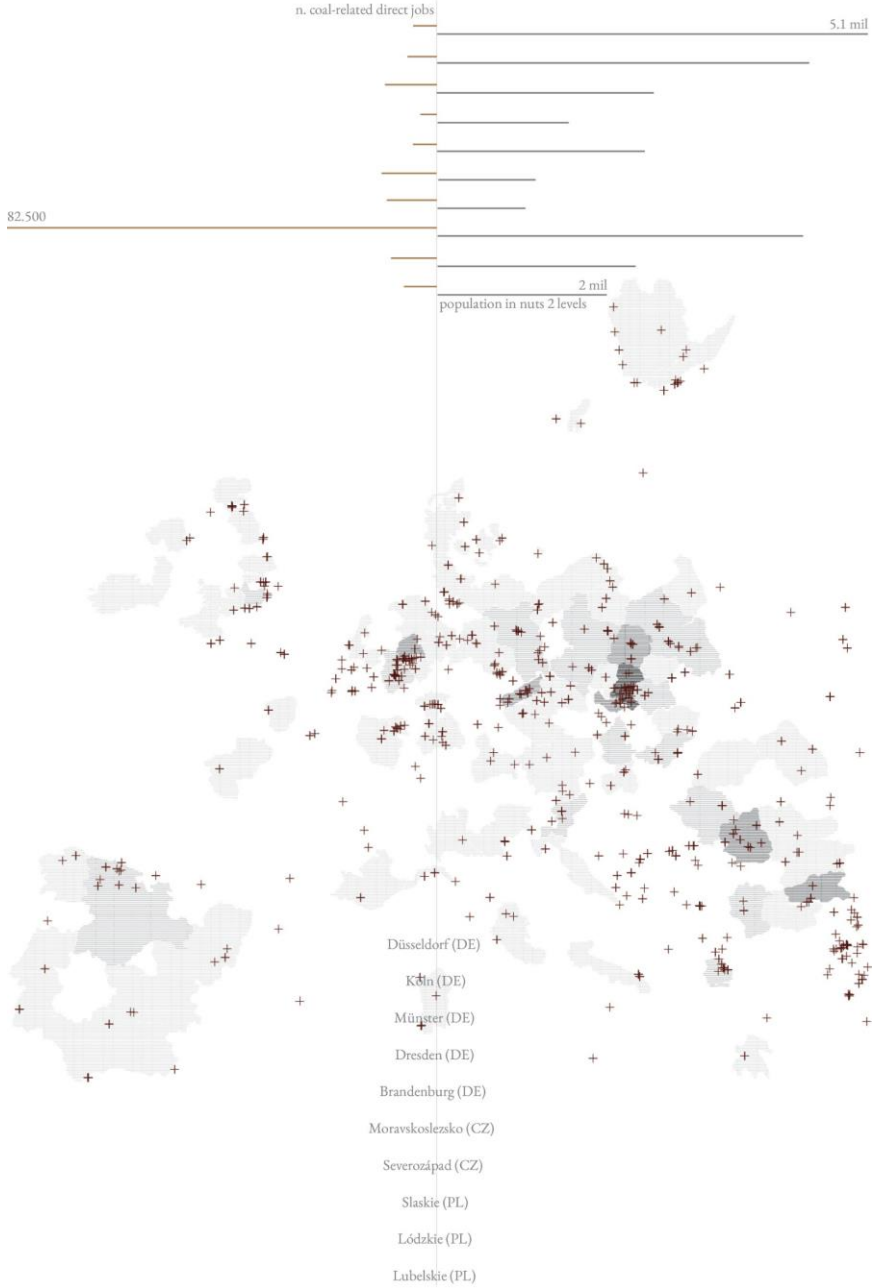 n. coal-related direct jobs
5.1 mil
82.500
2 mil
population in nuts 2 levels
Düsseldorf (DE)
Köln (DE)
Münster (DE)
Dresden (DE)
Brandenburg (DE)
Moravskoslezsko (CZ)
Severozápad (CZ)
Slaskie (PL)
Lódzkie (PL)
Lubelskie (PL)